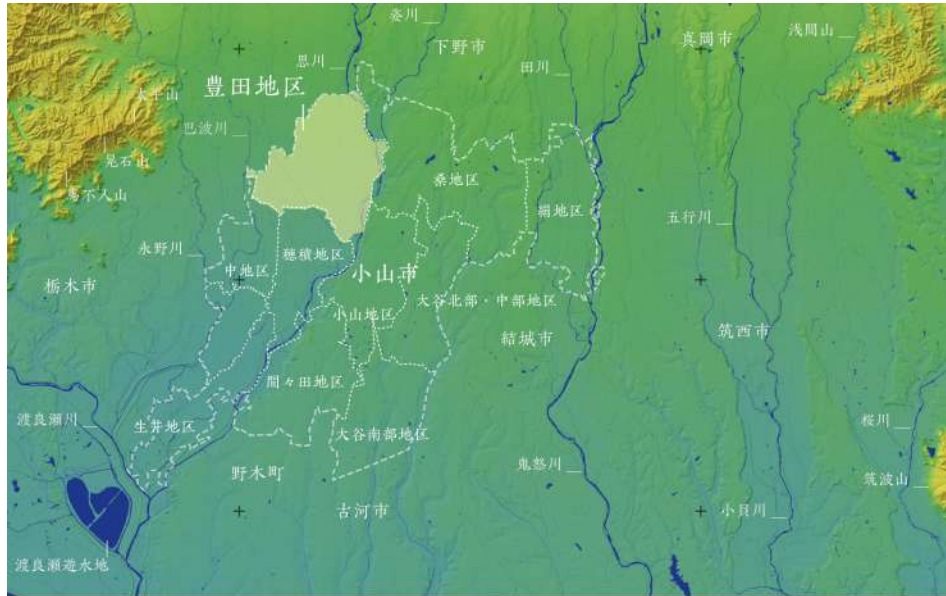 姿川
浅間山
下野市
真岡市
思川
田川
豊田地区
太平山
巴波川
晃石山
桑地区
馬不入山
絹地区
五行川
永野川
穂積地区
中地区
小山市
栃木市
大谷北部・中部地区
小山地区
筑西市
結城市
間々田地区
渡良瀬川
生井地区
大谷南部地区
桜川
野木町
鬼怒川
筑波山
古河市
小貝川
渡良瀬遊水地